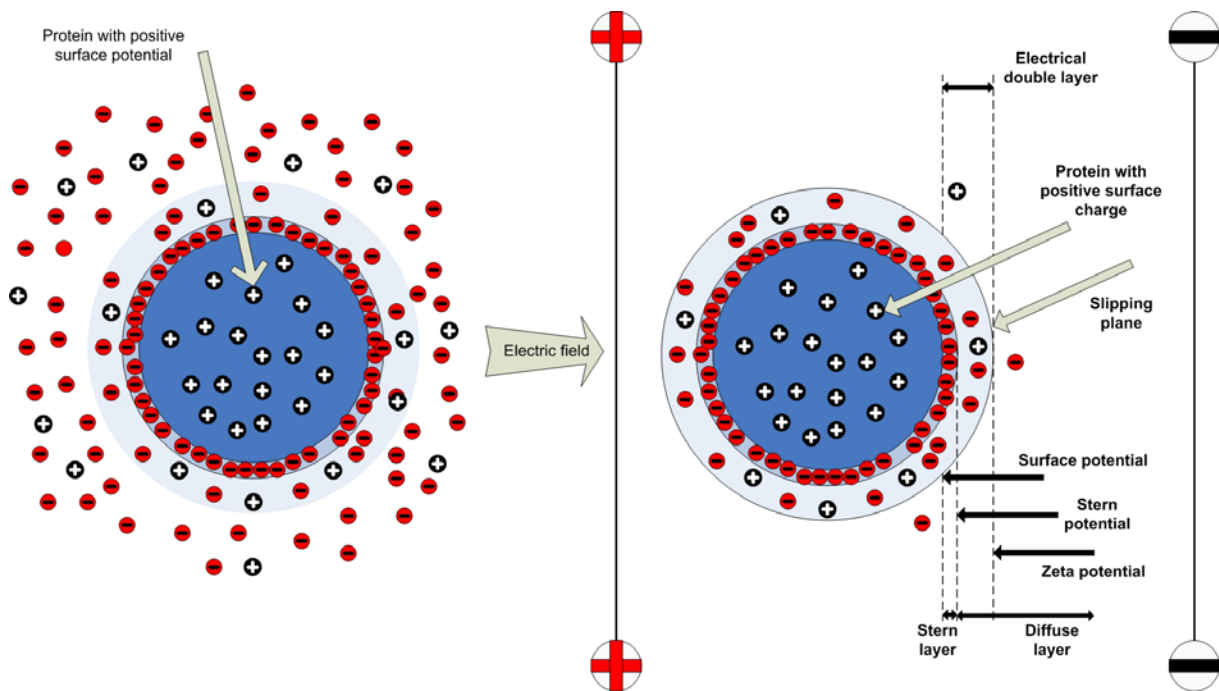 Protein with positive
surface potential
Electric field
Electrical
double layer
Protein with
positive surface
charge
Slipping
plane
Surface potential
Stern
potential
Zeta potential
Stern
layer
Diffuse
layer